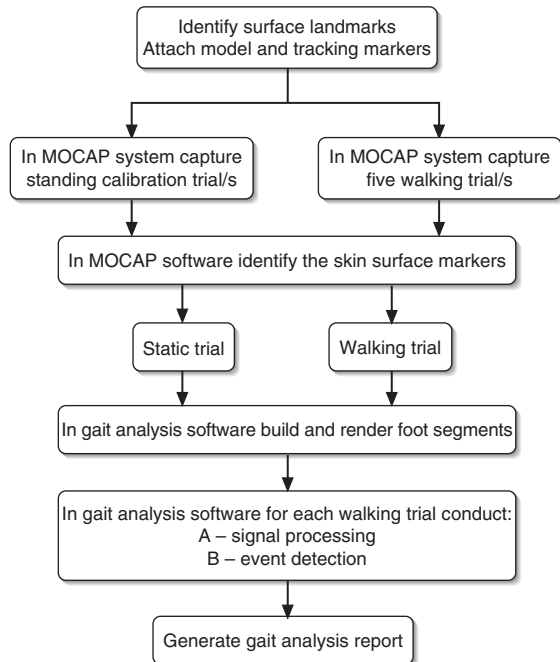 Identify surface landmarks
Attach model and tracking markers
In MOCAP system capture
standing calibration trial/s
In MOCAP system capture
five walking trial/s
In MOCAP software identify the skin surface markers
Static trial
Walking trial
In gait analysis software build and render foot segments
In gait analysis software for each walking trial conduct:
A – signal processing
B – event detection
Generate gait analysis report